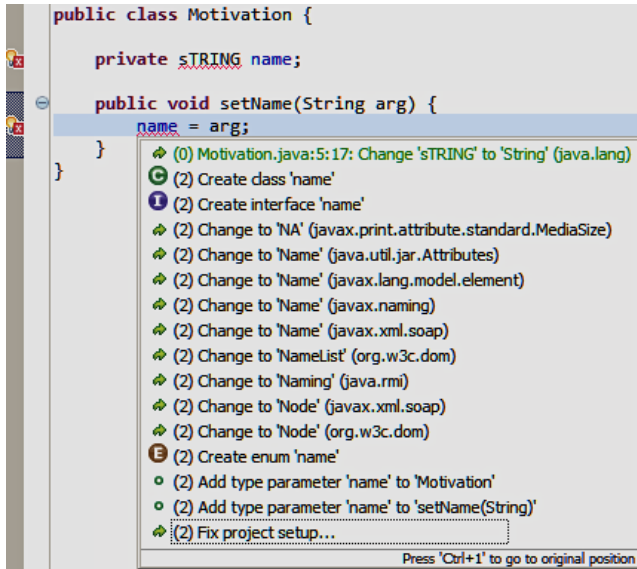 public class Motivation {
private sTRING name;
public void setName(String arg) {
name = arg;
}
}
(0) Motivation.java:5:17: Change 'sTRING' to 'String' (java.lang)
(2) Create class 'name'
(2) Create interface 'name'
(2) Change to 'NA' (javax.print.attribute.standard.MediaSize)
(2) Change to 'Name' (java.util.jar.Attributes)
(2) Change to 'Name' (javax.lang.model.element)
(2) Change to 'Name' (javax.naming)
(2) Change to 'Name' (javax.xml.soap)
(2) Change to 'NameList' (org.w3c.dom)
(2) Change to 'Naming' (java.rmi)
(2) Change to 'Node' (javax.xml.soap)
(2) Change to 'Node' (org.w3c.dom)
(2) Create enum 'name'
(2) Add type parameter 'name' to 'Motivation'
(2) Add type parameter 'name' to 'setName(String)'
(2) Fix project setup...
Press 'Ctrl+1' to go to original position